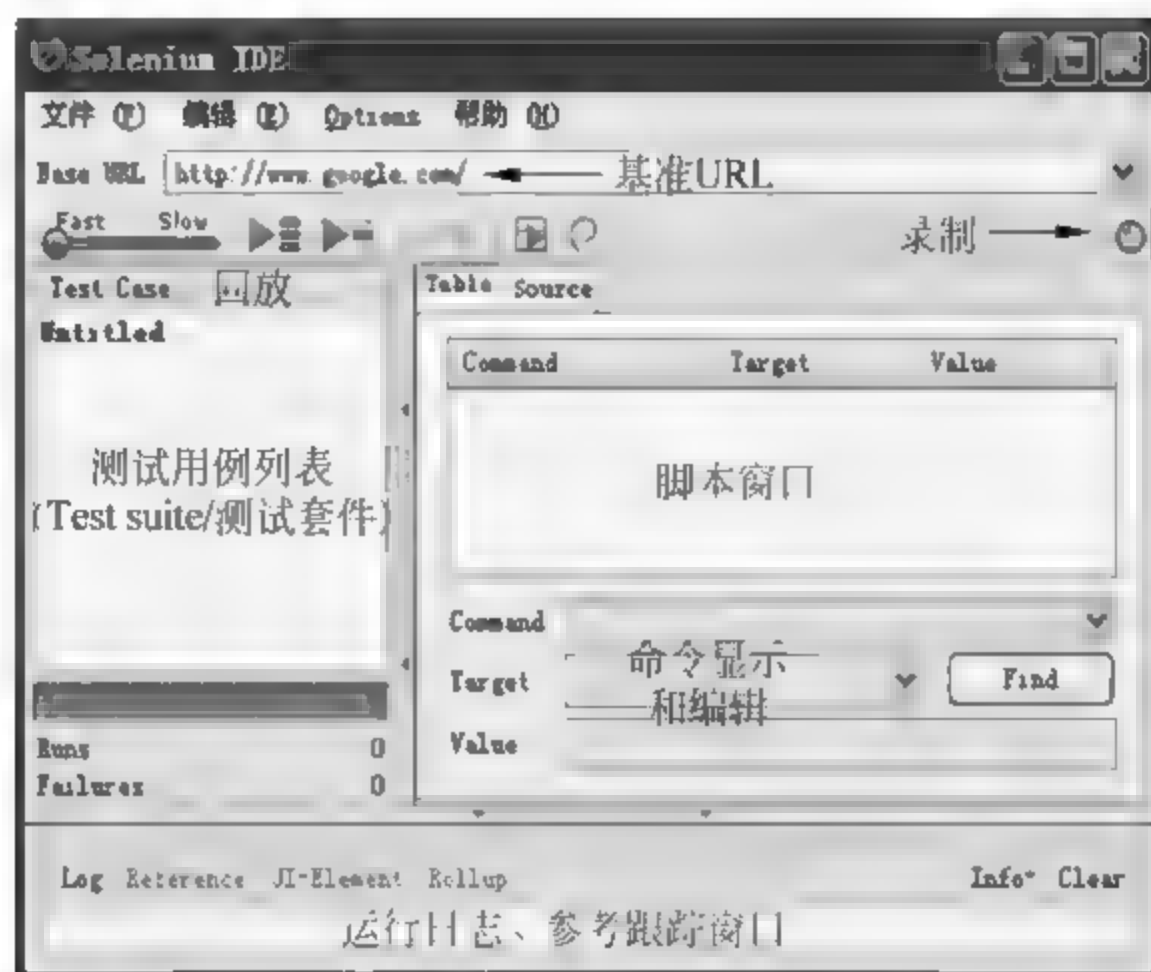 Selenium IDE
文件 (F) 编辑 (E) Options 帮助 (H)
Base URL http://www.google.com/ 基准URL
Fast Slow 录制
Test Case 回放 Table Source
Untitled
Command Target Value
测试用例列表
(Test suite/测试套件)
脚本窗口
Command
命令显示
Target Find
和编辑
Value
Runs 0
Failures 0
Log Reference UI-Element Rollup Info* Clear
运行日志、参考跟踪窗口